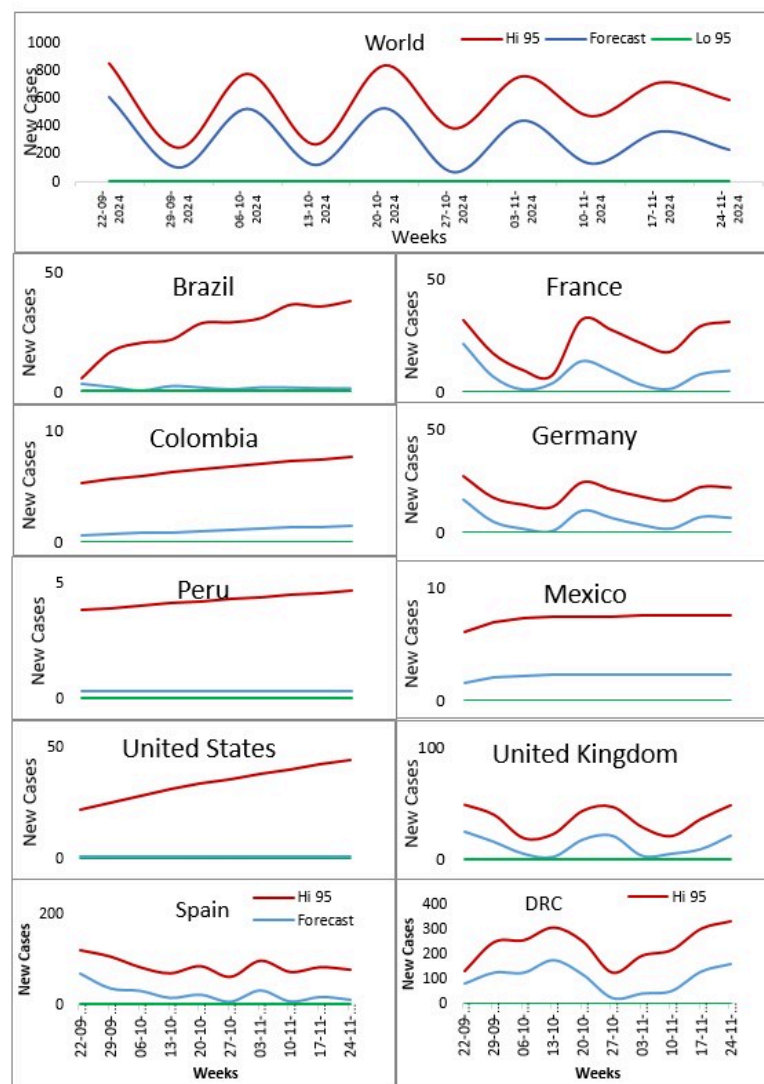 World
Hi 95
Forecast
Lo 95
New Cases
1000
800
600
400
200
0
22-09-2024
29-09-2024
06-10-2024
13-10-2024
20-10-2024
27-10-2024
03-11-2024
10-11-2024
17-11-2024
24-11-2024
Weeks
Brazil
New Cases
50
0
France
New Cases
50
0
Colombia
New Cases
10
0
Germany
New Cases
50
0
Peru
New Cases
5
0
Mexico
New Cases
10
0
United States
New Cases
50
0
United Kingdom
New Cases
100
0
Spain
Hi 95
Forecast
New Cases
200
100
0
22-09-...
29-09-...
06-10-...
13-10-...
20-10-...
27-10-...
03-11-...
10-11-...
17-11-...
24-11-...
Weeks
DRC
Hi 95
New Cases
400
300
200
100
0
22-09-...
29-09-...
06-10-...
13-10-...
20-10-...
27-10-...
03-11-...
10-11-...
17-11-...
24-11-...
Weeks